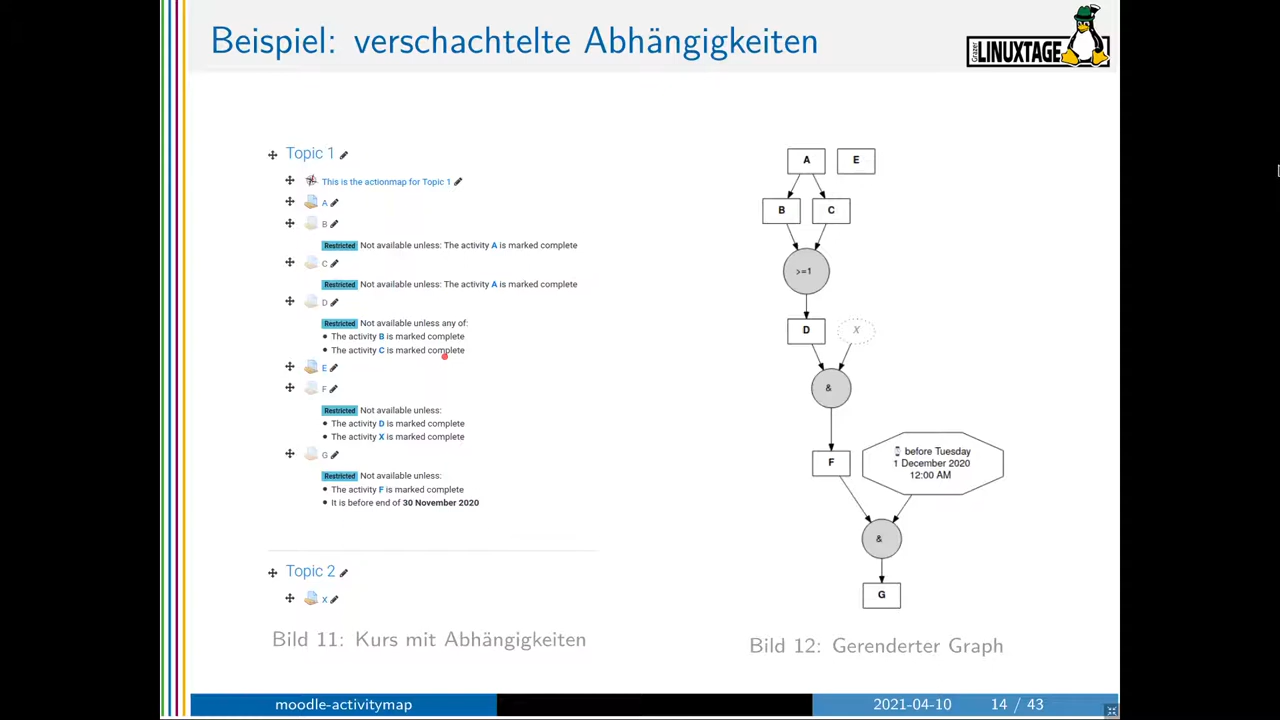 Beispiel: verschachtelte Abhängigkeiten
Grazer
LINUXTAGE
Topic 1
This is the actionmap for Topic 1
A
B
Restricted Not available unless: The activity A is marked complete
C
Restricted Not available unless: The activity A is marked complete
D
Restricted Not available unless any of:
• The activity B is marked complete
• The activity C is marked complete
E
F
Restricted Not available unless:
• The activity D is marked complete
• The activity X is marked complete
G
Restricted Not available unless:
• The activity F is marked complete
• It is before end of 30 November 2020
Topic 2
X
Bild 11: Kurs mit Abhängigkeiten
A E
B C
>=1
D X
&
F
before Tuesday
1 December 2020
12:00 AM
&
G
Bild 12: Gerenderter Graph
moodle-activitymap 2021-04-10 14 / 43